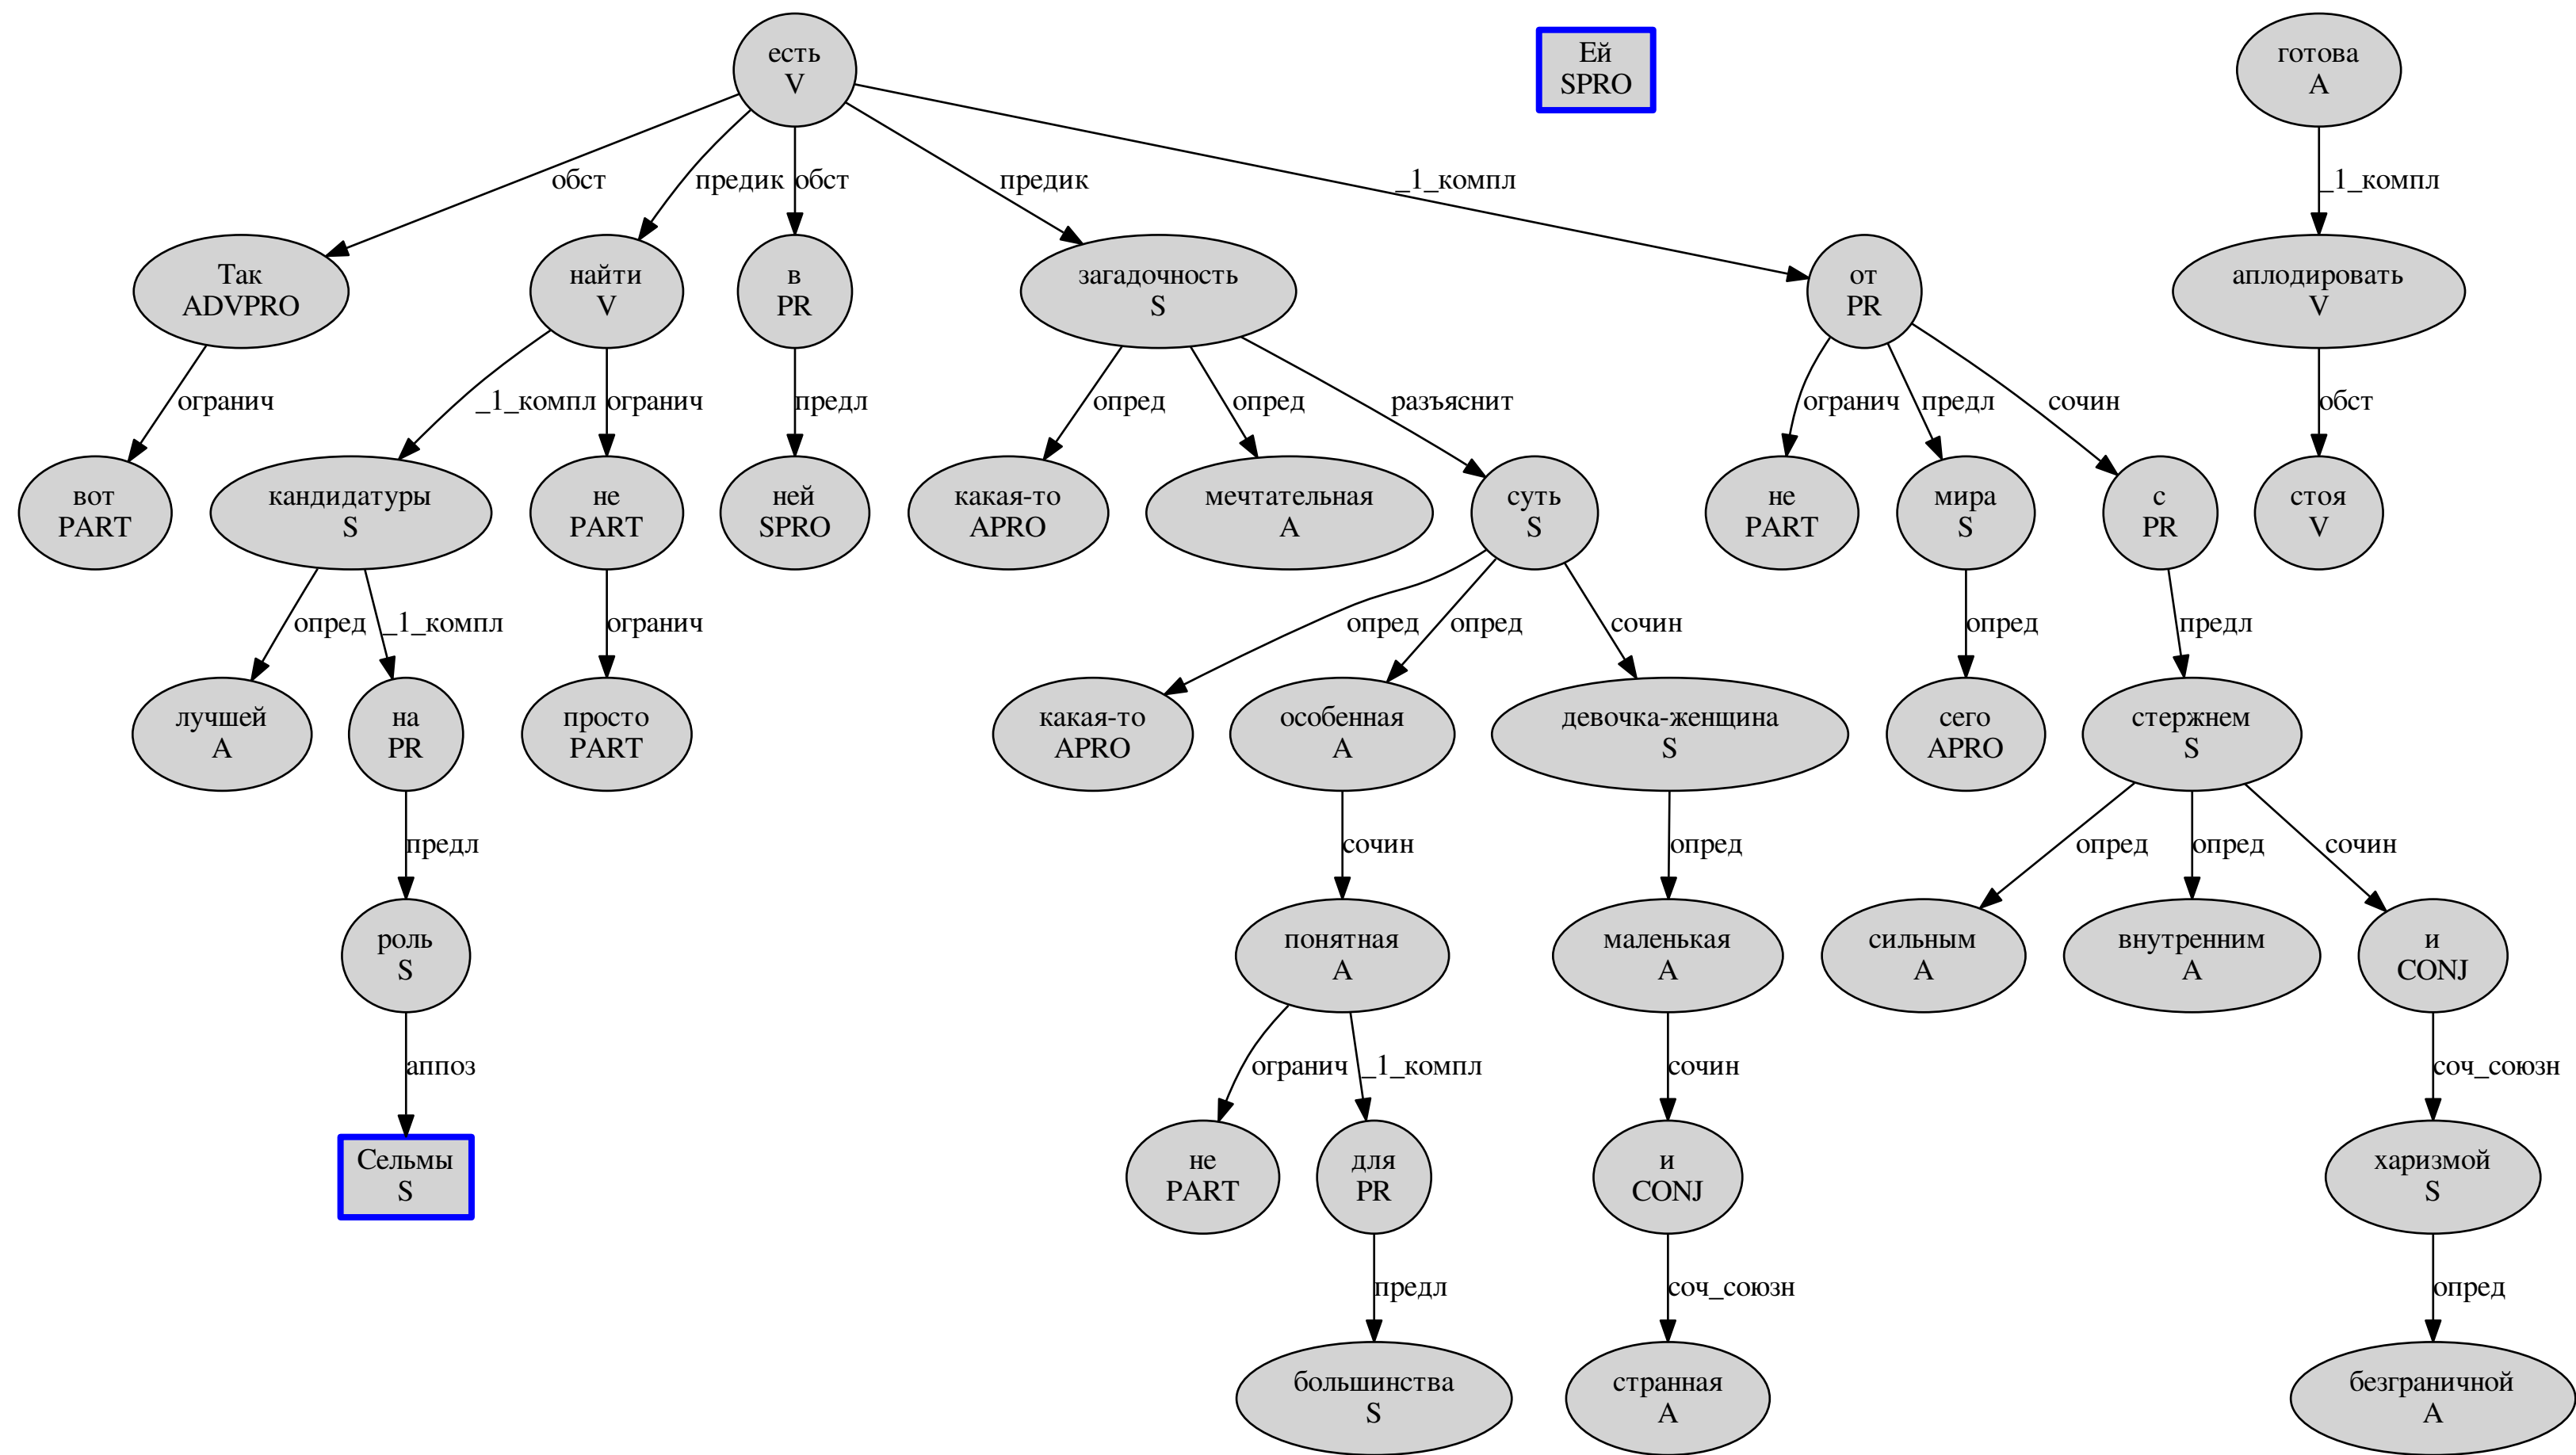 есть
V
Ей
SPRO
готова
A
обст
предик
обст
предик
_1_компл
_1_компл
Так
ADVPRO
найти
V
в
PR
загадочность
S
от
PR
аплодировать
V
огранич
_1_компл
огранич
предл
опред
опред
разъяснит
огранич
предл
сочин
обст
вот
PART
кандидатуры
S
не
PART
ней
SPRO
какая-то
APRO
мечтательная
A
суть
S
не
PART
мира
S
с
PR
стоя
V
опред
_1_компл
огранич
опред
опред
сочин
опред
предл
лучшей
A
на
PR
просто
PART
какая-то
APRO
особенная
A
девочка-женщина
S
сего
APRO
стержнем
S
предл
сочин
опред
опред
опред
сочин
роль
S
понятная
A
маленькая
A
сильным
A
внутренним
A
и
CONJ
аппоз
огранич
_1_компл
сочин
соч_союзн
Сельмы
S
не
PART
для
PR
и
CONJ
харизмой
S
предл
соч_союзн
опред
большинства
S
странная
A
безграничной
A